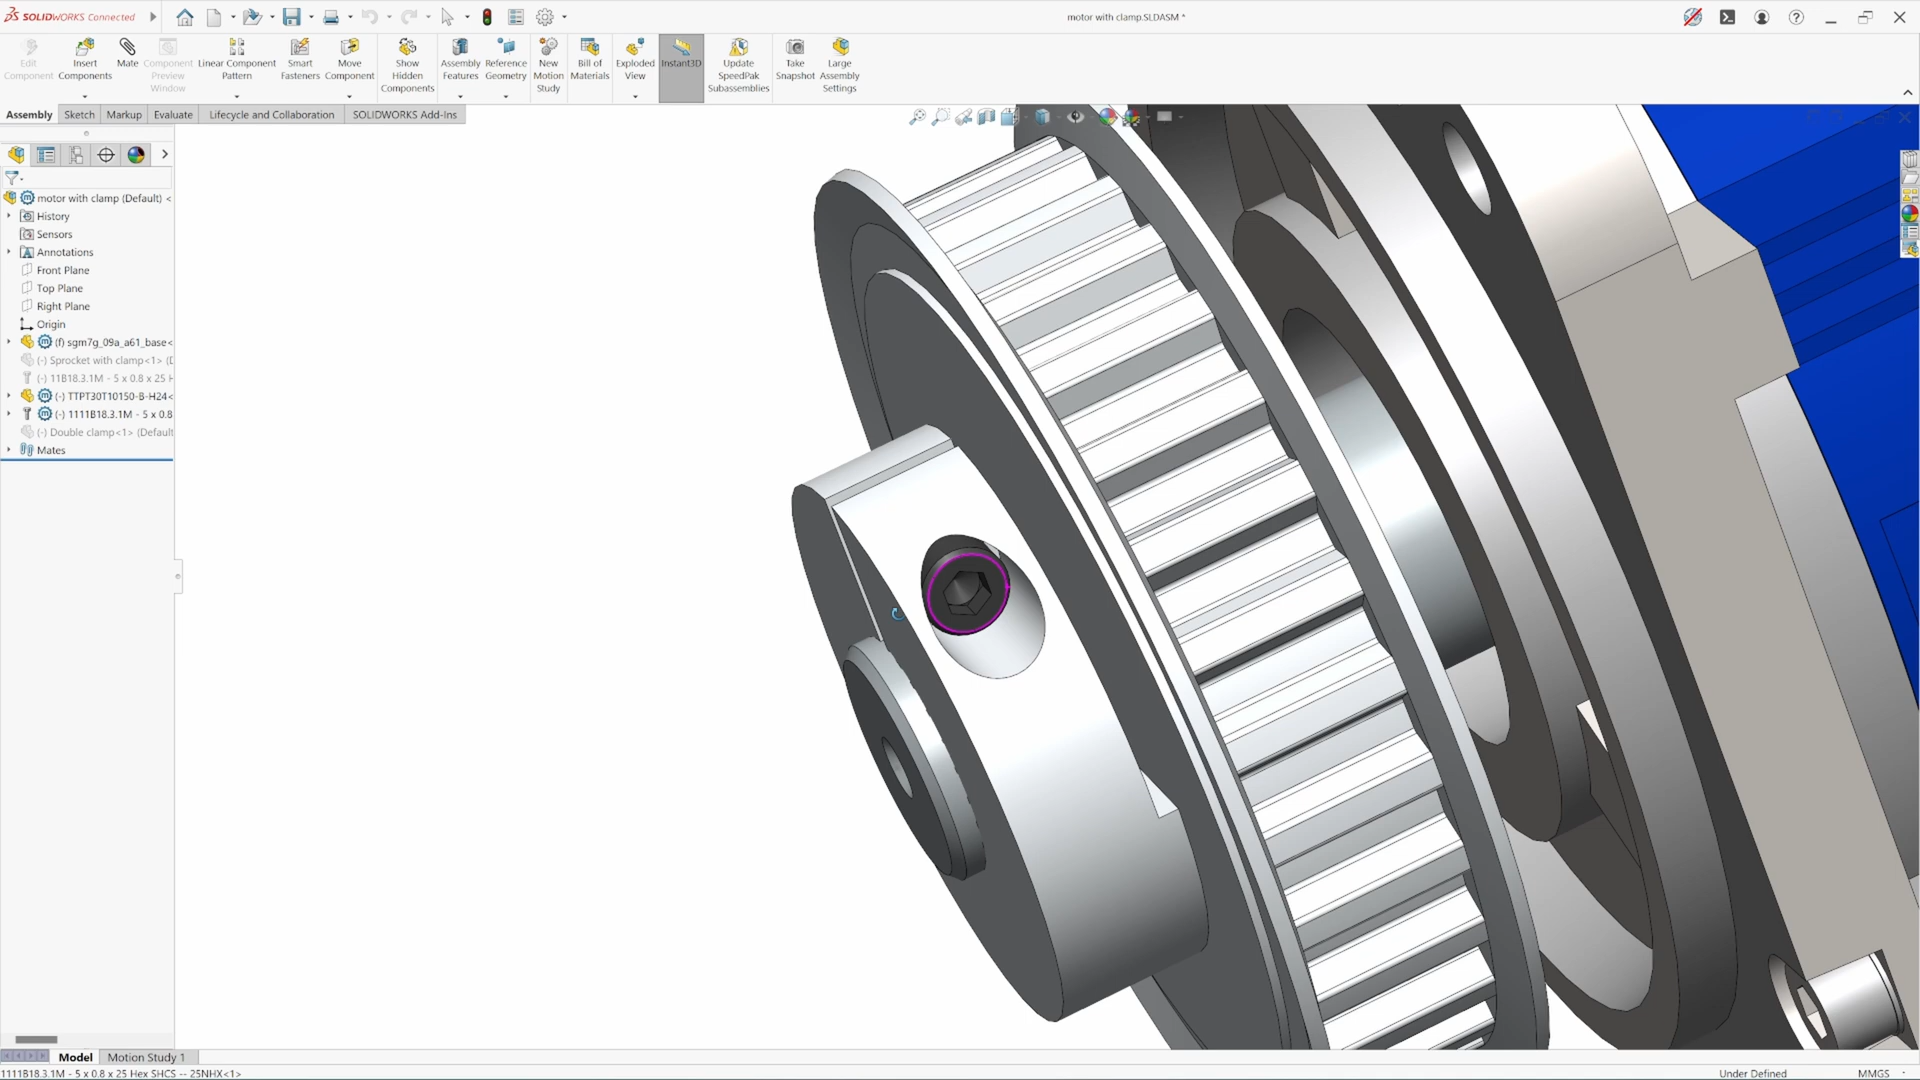 SOLIDWORKS Connected
motor with clamp.SLDASM *
Edit Component
Insert Components
Mate
Component Preview Window
Linear Component Pattern
Smart Fasteners
Move Component
Show Hidden Components
Assembly Features
Reference Geometry
New Motion Study
Bill of Materials
Exploded View
Instant3D
Update SpeedPak Subassemblies
Take Snapshot
Large Assembly Settings
Assembly
Sketch
Markup
Evaluate
Lifecycle and Collaboration
SOLIDWORKS Add-Ins
motor with clamp (Default) <
History
Sensors
Annotations
Front Plane
Top Plane
Right Plane
Origin
(f) sgm7g_09a_a61_base<
(-) Sprocket with clamp<1> (D
(-) 11B18.3.1M - 5 x 0.8 x 25 H
(-) TTPT30T10150-B-H24<
(-) 1111B18.3.1M - 5 x 0.8
(-) Double clamp<1> (Default
Mates
Model
Motion Study 1
1111B18.3.1M - 5 x 0.8 x 25 Hex SHCS -- 25NHX<1>
Under Defined
MMGS